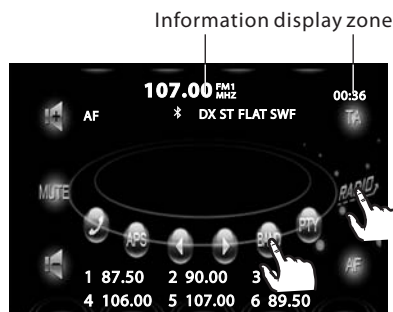 Information display zone
107.00 FM1 MHZ
00:36
AF
DX ST FLAT SWF
TA
MUTE
RADIO
APS
PTY
AF
1 87.50 2 90.00 3
4 106.00 5 107.00 6 89.50